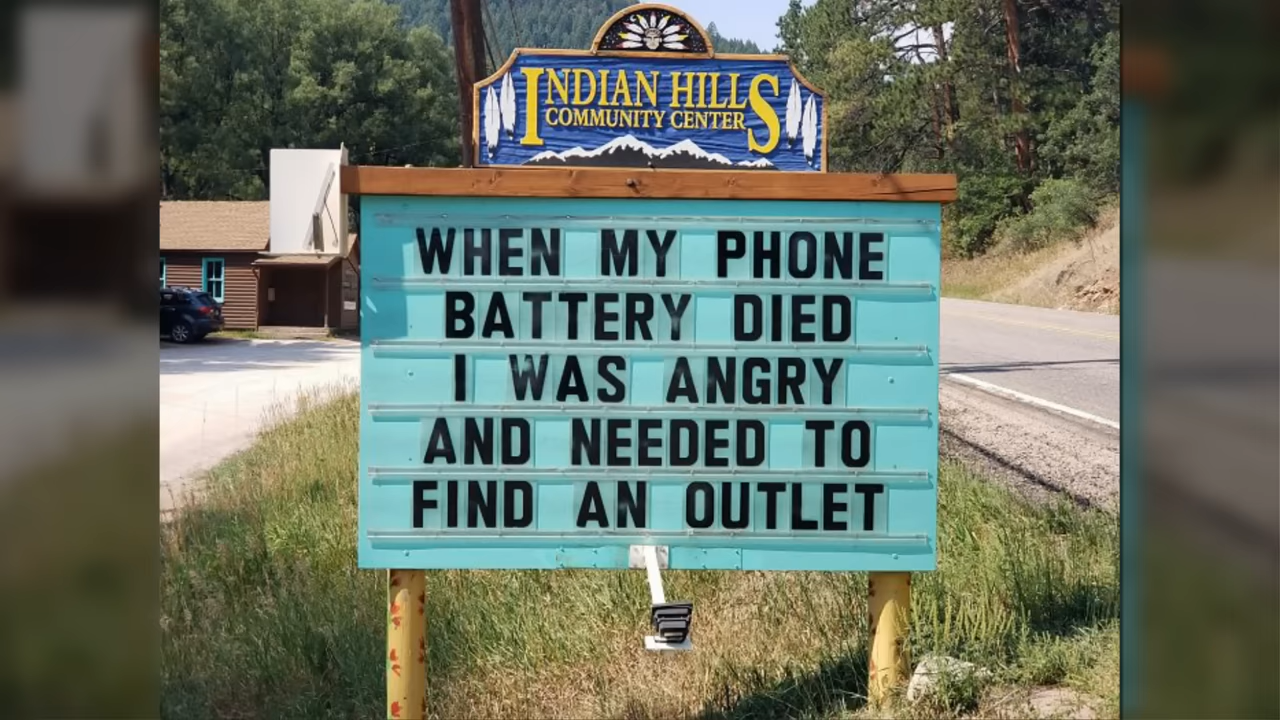 INDIAN HILLS
COMMUNITY CENTER
WHEN MY PHONE
BATTERY DIED
I WAS ANGRY
AND NEEDED TO
FIND AN OUTLET